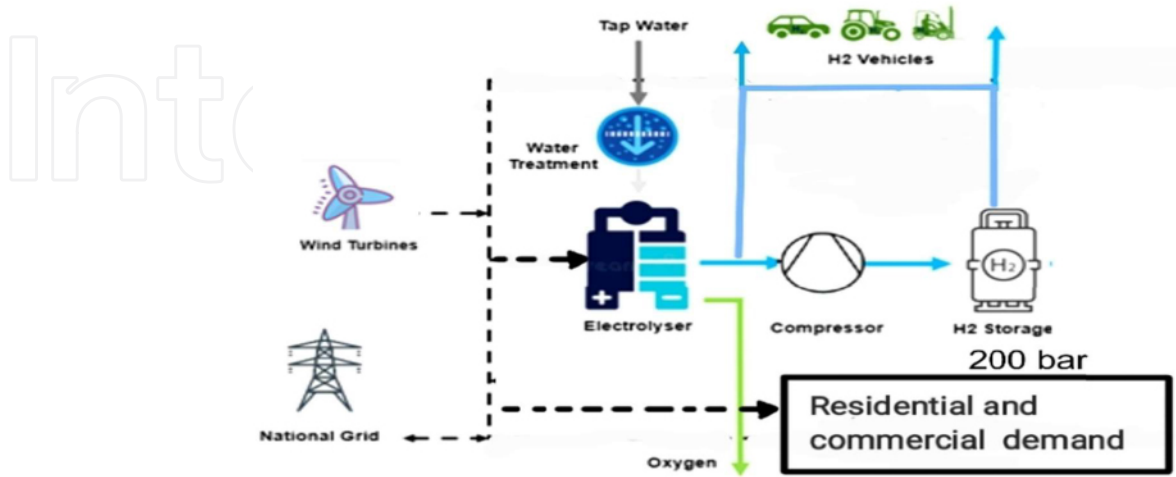 Tap Water
H2 Vehicles
Water
Treatment
Wind Turbines
H₂
Electrolyser
Compressor
H2 Storage
200 bar
National Grid
Residential and
commercial demand
Oxygen